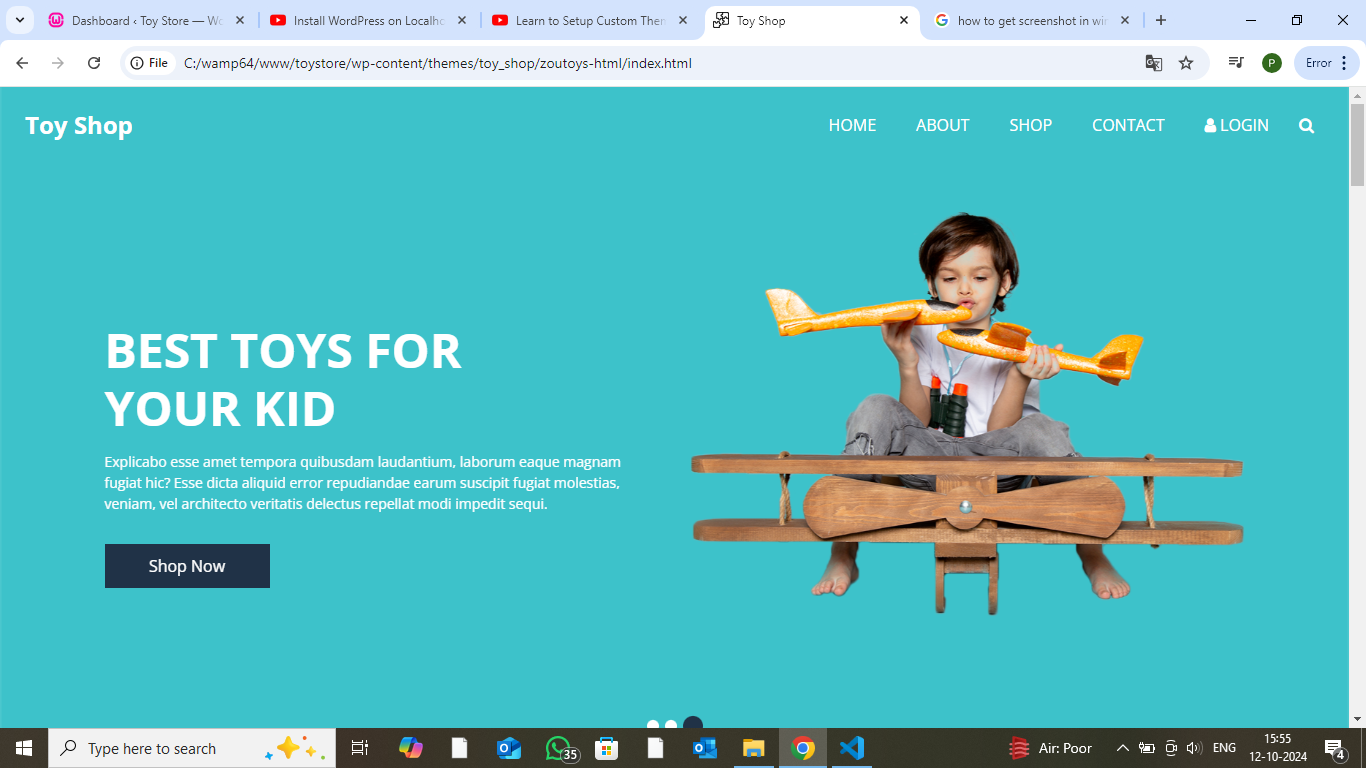 Dashboard ‹ Toy Store — Wo
Install WordPress on Localho
Learn to Setup Custom Them
Toy Shop
how to get screenshot in win
File
C:/wamp64/www/toystore/wp-content/themes/toy_shop/zoutoys-html/index.html
P
Error
Toy Shop
HOME
ABOUT
SHOP
CONTACT
LOGIN
BEST TOYS FOR
YOUR KID
Explicabo esse amet tempora quibusdam laudantium, laborum eaque magnam
fugiat hic? Esse dicta aliquid error repudiandae earum suscipit fugiat molestias,
veniam, vel architecto veritatis delectus repellat modi impedit sequi.
Shop Now
Type here to search
35
Air: Poor
ENG
15:55
12-10-2024
4